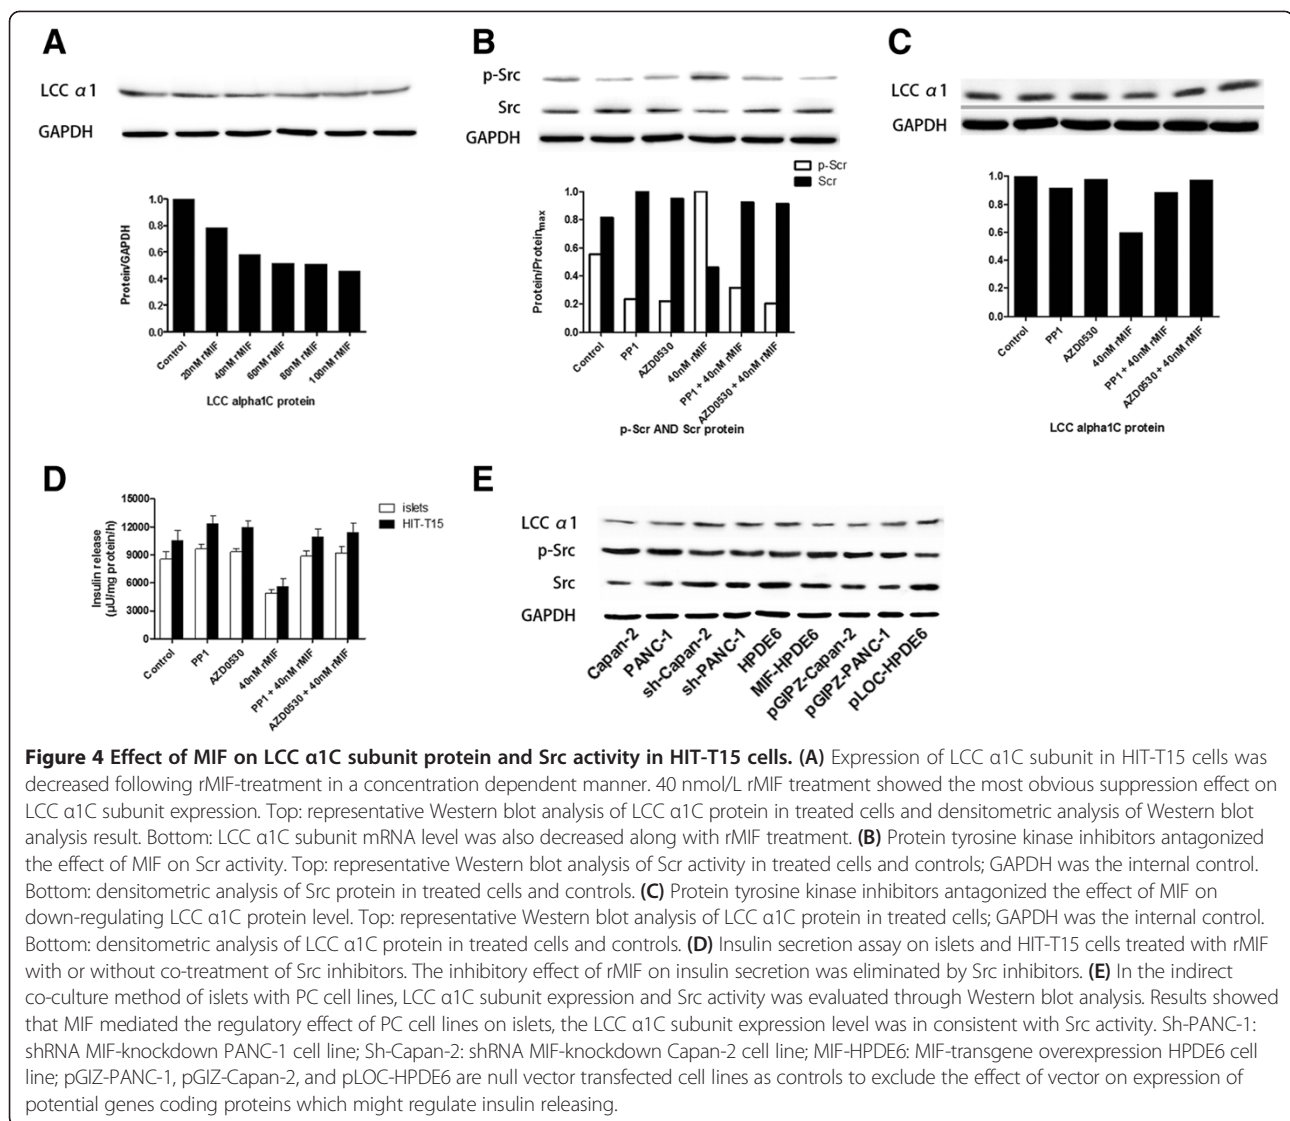 A
LCC α1
GAPDH
Protein/GAPDH
1.0
0.8
0.6
0.4
0.2
0.0
Control
20nM rMIF
40nM rMIF
60nM rMIF
80nM rMIF
100nM rMIF
LCC alpha1C protein
B
p-Src
Src
GAPDH
p-Scr
Scr
Protein/Proteinmax
1.0
0.8
0.6
0.4
0.2
0.0
Control
PP1
AZD0530
40nM rMIF
PP1 + 40nM rMIF
AZD0530 + 40nM rMIF
p-Scr AND Scr protein
C
LCC α1
GAPDH
1.0
0.8
0.6
0.4
0.2
0.0
Control
PP1
AZD0530
40nM rMIF
PP1 + 40nM rMIF
AZD0530 + 40nM rMIF
LCC alpha1C protein
D
Insulin release
(µU/mg protein/h)
15000
12000
9000
6000
3000
0
islets
HIT-T15
Control
PP1
AZD0530
40nM rMIF
PP1 + 40nM rMIF
AZD0530 + 40nM rMIF
E
LCC α1
p-Src
Src
GAPDH
Capan-2
PANC-1
sh-Capan-2
sh-PANC-1
HPDE6
MIF-HPDE6
pGIPZ-Capan-2
pGIPZ-PANC-1
pLOC-HPDE6
Figure 4 Effect of MIF on LCC α1C subunit protein and Src activity in HIT-T15 cells. (A) Expression of LCC α1C subunit in HIT-T15 cells was
decreased following rMIF-treatment in a concentration dependent manner. 40 nmol/L rMIF treatment showed the most obvious suppression effect on
LCC α1C subunit expression. Top: representative Western blot analysis of LCC α1C protein in treated cells and densitometric analysis of Western blot
analysis result. Bottom: LCC α1C subunit mRNA level was also decreased along with rMIF treatment. (B) Protein tyrosine kinase inhibitors antagonized
the effect of MIF on Scr activity. Top: representative Western blot analysis of Scr activity in treated cells and controls; GAPDH was the internal control.
Bottom: densitometric analysis of Src protein in treated cells and controls. (C) Protein tyrosine kinase inhibitors antagonized the effect of MIF on
down-regulating LCC α1C protein level. Top: representative Western blot analysis of LCC α1C protein in treated cells; GAPDH was the internal control.
Bottom: densitometric analysis of LCC α1C protein in treated cells and controls. (D) Insulin secretion assay on islets and HIT-T15 cells treated with rMIF
with or without co-treatment of Src inhibitors. The inhibitory effect of rMIF on insulin secretion was eliminated by Src inhibitors. (E) In the indirect
co-culture method of islets with PC cell lines, LCC α1C subunit expression and Src activity was evaluated through Western blot analysis. Results showed
that MIF mediated the regulatory effect of PC cell lines on islets, the LCC α1C subunit expression level was in consistent with Src activity. Sh-PANC-1:
shRNA MIF-knockdown PANC-1 cell line; Sh-Capan-2: shRNA MIF-knockdown Capan-2 cell line; MIF-HPDE6: MIF-transgene overexpression HPDE6 cell
line; pGIZ-PANC-1, pGIZ-Capan-2, and pLOC-HPDE6 are null vector transfected cell lines as controls to exclude the effect of vector on expression of
potential genes coding proteins which might regulate insulin releasing.